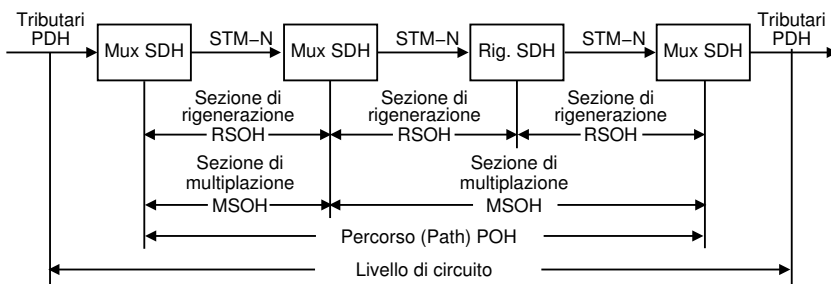 Tributari
PDH
Mux SDH
STM−N
Mux SDH
STM−N
Rig. SDH
STM−N
Mux SDH
Tributari
PDH
Sezione di
rigenerazione
RSOH
Sezione di
rigenerazione
RSOH
Sezione di
rigenerazione
RSOH
Sezione di
multiplazione
MSOH
Sezione di
multiplazione
MSOH
Percorso (Path) POH
Livello di circuito